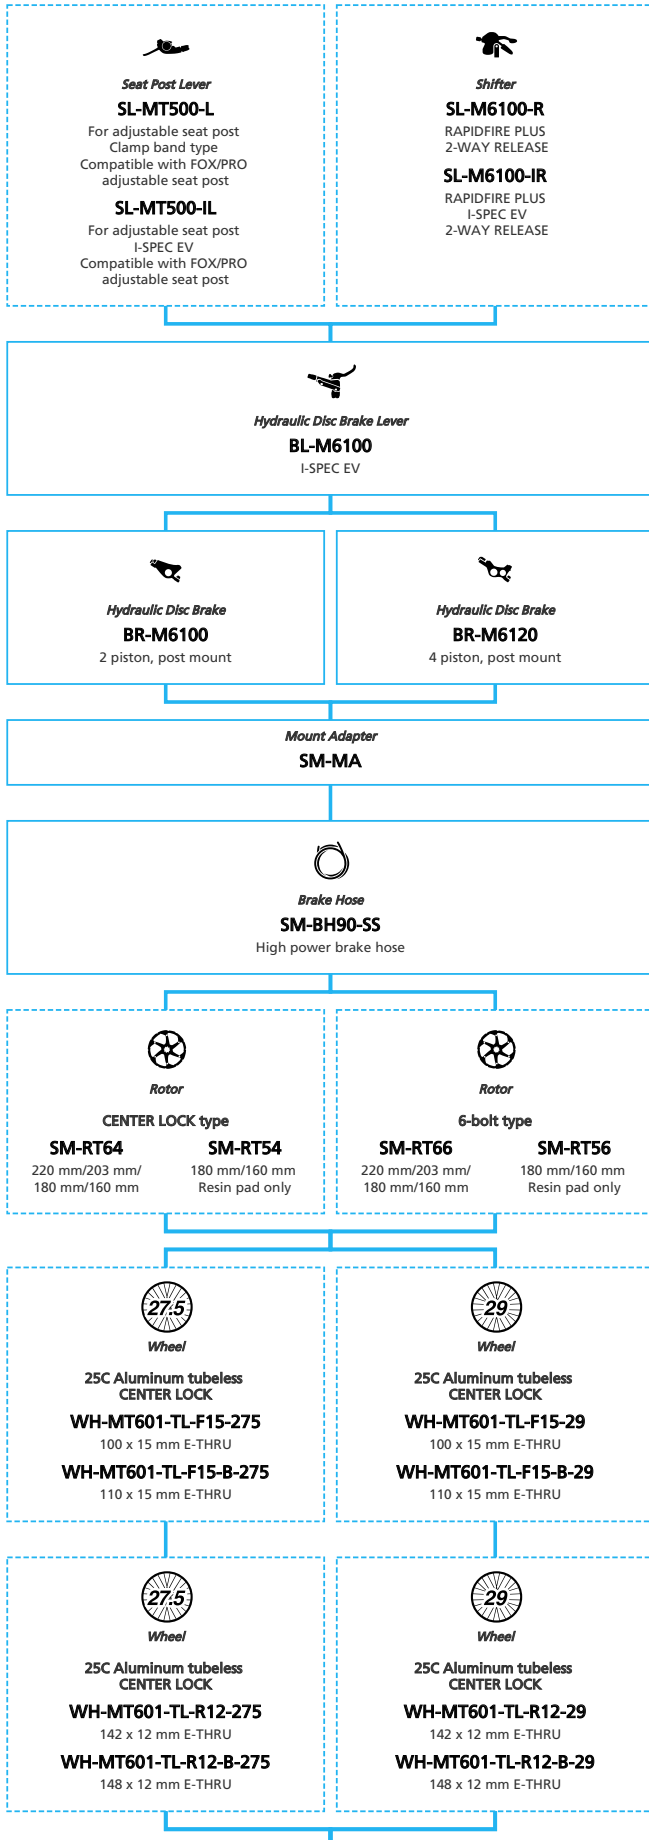 Seat Post Lever
SL-MT500-L
For adjustable seat post
Clamp band type
Compatible with FOX/PRO
adjustable seat post
SL-MT500-IL
For adjustable seat post
I-SPEC EV
Compatible with FOX/PRO
adjustable seat post
Shifter
SL-M6100-R
RAPIDFIRE PLUS
2-WAY RELEASE
SL-M6100-IR
RAPIDFIRE PLUS
I-SPEC EV
2-WAY RELEASE
Hydraulic Disc Brake Lever
BL-M6100
I-SPEC EV
Hydraulic Disc Brake
BR-M6100
2 piston, post mount
Hydraulic Disc Brake
BR-M6120
4 piston, post mount
Mount Adapter
SM-MA
Brake Hose
SM-BH90-SS
High power brake hose
Rotor
CENTER LOCK type
SM-RT64
220 mm/203 mm/
180 mm/160 mm
SM-RT54
180 mm/160 mm
Resin pad only
Rotor
6-bolt type
SM-RT66
220 mm/203 mm/
180 mm/160 mm
SM-RT56
180 mm/160 mm
Resin pad only
27.5
Wheel
25C Aluminum tubeless
CENTER LOCK
WH-MT601-TL-F15-275
100 x 15 mm E-THRU
WH-MT601-TL-F15-B-275
110 x 15 mm E-THRU
29
Wheel
25C Aluminum tubeless
CENTER LOCK
WH-MT601-TL-F15-29
100 x 15 mm E-THRU
WH-MT601-TL-F15-B-29
110 x 15 mm E-THRU
27.5
Wheel
25C Aluminum tubeless
CENTER LOCK
WH-MT601-TL-R12-275
142 x 12 mm E-THRU
WH-MT601-TL-R12-B-275
148 x 12 mm E-THRU
29
Wheel
25C Aluminum tubeless
CENTER LOCK
WH-MT601-TL-R12-29
142 x 12 mm E-THRU
WH-MT601-TL-R12-B-29
148 x 12 mm E-THRU